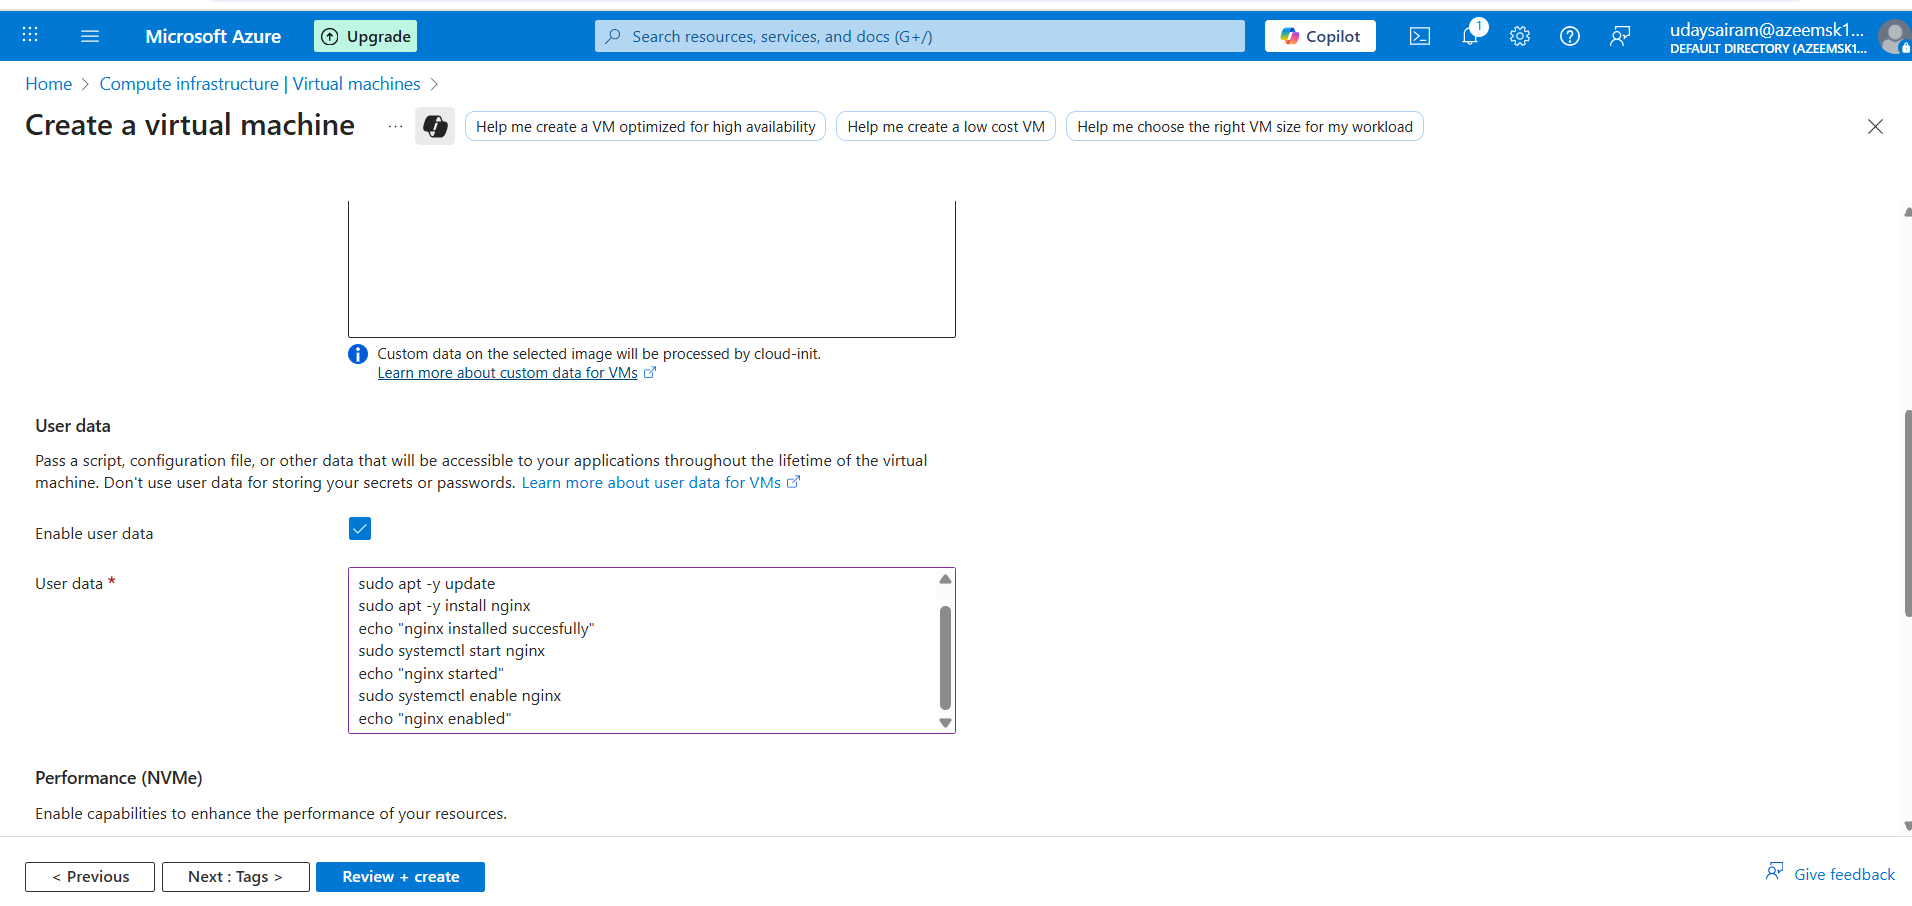 Microsoft Azure
Upgrade
Search resources, services, and docs (G+/)
Copilot
1
udaysairam@azeemsk1...
DEFAULT DIRECTORY (AZEEMSK1...
Home > Compute infrastructure | Virtual machines >
Create a virtual machine
...
Help me create a VM optimized for high availability
Help me create a low cost VM
Help me choose the right VM size for my workload
Custom data on the selected image will be processed by cloud-init.
Learn more about custom data for VMs
User data
Pass a script, configuration file, or other data that will be accessible to your applications throughout the lifetime of the virtual
machine. Don't use user data for storing your secrets or passwords. Learn more about user data for VMs
Enable user data
User data *
sudo apt -y update
sudo apt -y install nginx
echo "nginx installed succesfully"
sudo systemctl start nginx
echo "nginx started"
sudo systemctl enable nginx
echo "nginx enabled"
Performance (NVMe)
Enable capabilities to enhance the performance of your resources.
< Previous
Next : Tags >
Review + create
Give feedback